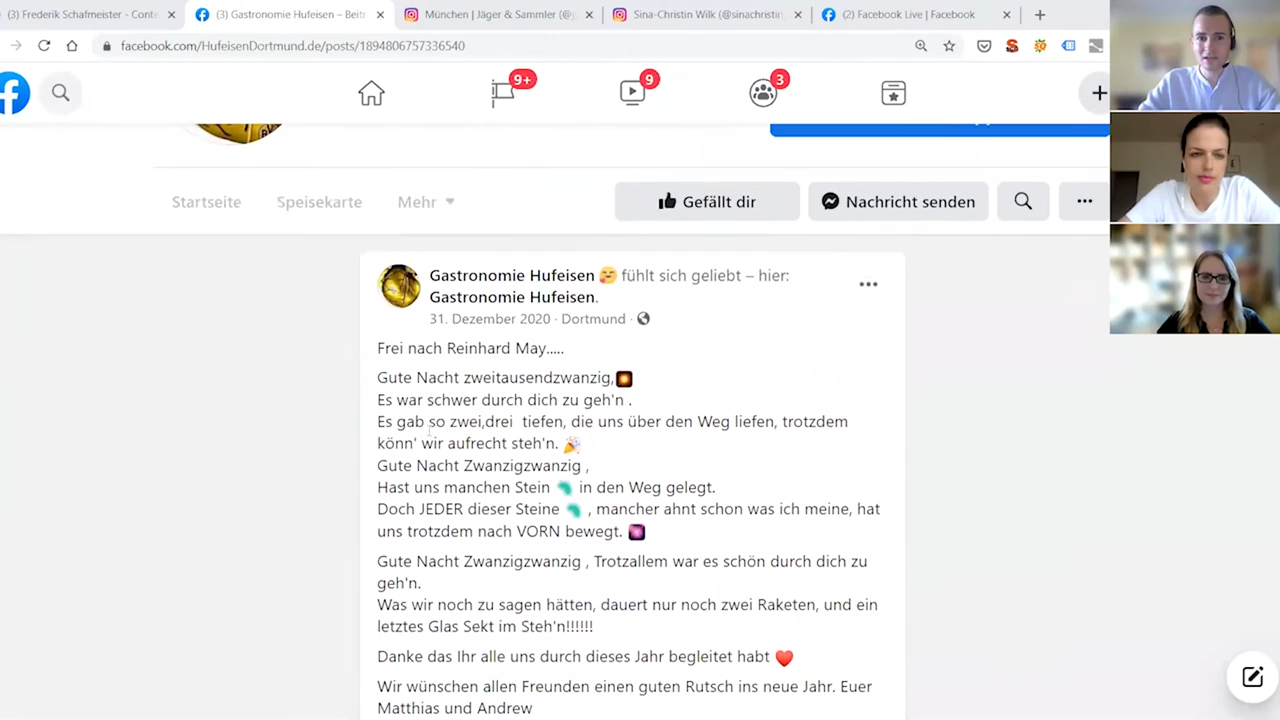 ) Frederik Schafmeister - Conte
(3) Gastronomie Hufeisen – Beitr
München | Jäger & Sammler (@j
Sina-Christin Wilk (@sinachristin
(2) Facebook Live | Facebook
facebook.com/HufeisenDortmund.de/posts/1894806757336540
9+
9
3
Startseite
Speisekarte
Mehr
Gefällt dir
Nachricht senden
Gastronomie Hufeisen 🥰 fühlt sich geliebt – hier:
Gastronomie Hufeisen.
31. Dezember 2020 · Dortmund ·
Frei nach Reinhard May.....
Gute Nacht zweitausendzwanzig,
Es war schwer durch dich zu geh'n .
Es gab so zwei,drei tiefen, die uns über den Weg liefen, trotzdem
könn' wir aufrecht steh'n. 🎉
Gute Nacht Zwanzigzwanzig ,
Hast uns manchen Stein 👣 in den Weg gelegt.
Doch JEDER dieser Steine 👣 , mancher ahnt schon was ich meine, hat
uns trotzdem nach VORN bewegt.
Gute Nacht Zwanzigzwanzig , Trotzallem war es schön durch dich zu
geh'n.
Was wir noch zu sagen hätten, dauert nur noch zwei Raketen, und ein
letztes Glas Sekt im Steh'n!!!!!!
Danke das Ihr alle uns durch dieses Jahr begleitet habt ♥️
Wir wünschen allen Freunden einen guten Rutsch ins neue Jahr. Euer
Matthias und Andrew